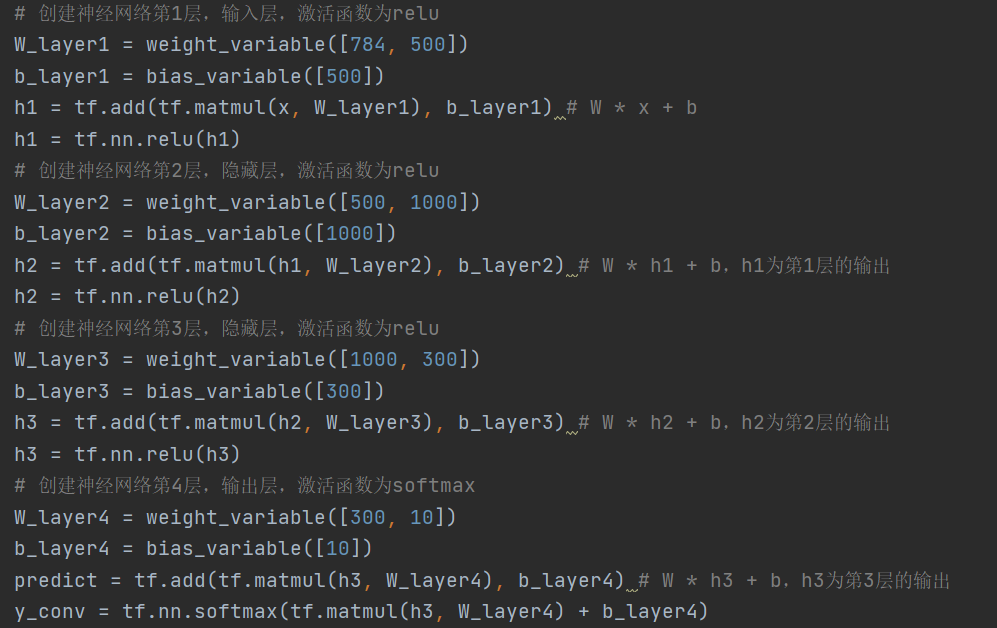 # 创建神经网络第1层，输入层，激活函数为relu
W_layer1 = weight_variable([784, 500])
b_layer1 = bias_variable([500])
h1 = tf.add(tf.matmul(x, W_layer1), b_layer1) # W * x + b
h1 = tf.nn.relu(h1)
# 创建神经网络第2层，隐藏层，激活函数为relu
W_layer2 = weight_variable([500, 1000])
b_layer2 = bias_variable([1000])
h2 = tf.add(tf.matmul(h1, W_layer2), b_layer2) # W * h1 + b，h1为第1层的输出
h2 = tf.nn.relu(h2)
# 创建神经网络第3层，隐藏层，激活函数为relu
W_layer3 = weight_variable([1000, 300])
b_layer3 = bias_variable([300])
h3 = tf.add(tf.matmul(h2, W_layer3), b_layer3) # W * h2 + b，h2为第2层的输出
h3 = tf.nn.relu(h3)
# 创建神经网络第4层，输出层，激活函数为softmax
W_layer4 = weight_variable([300, 10])
b_layer4 = bias_variable([10])
predict = tf.add(tf.matmul(h3, W_layer4), b_layer4) # W * h3 + b，h3为第3层的输出
y_conv = tf.nn.softmax(tf.matmul(h3, W_layer4) + b_layer4)